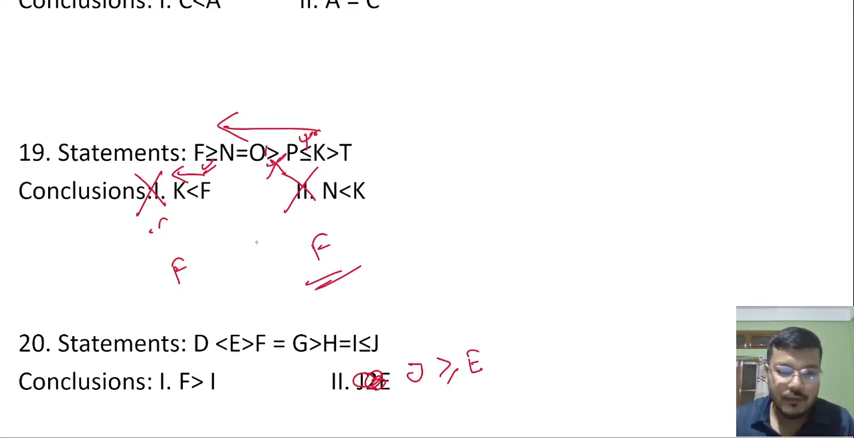 Conclusions: I. C<A II. A = C
19. Statements: F≥N=O> P≤K>T
Conclusions. I. K<F II. N<K
F F
20. Statements: D <E>F = G>H=I≤J
Conclusions: I. F> I II. J≥E J ≥ E